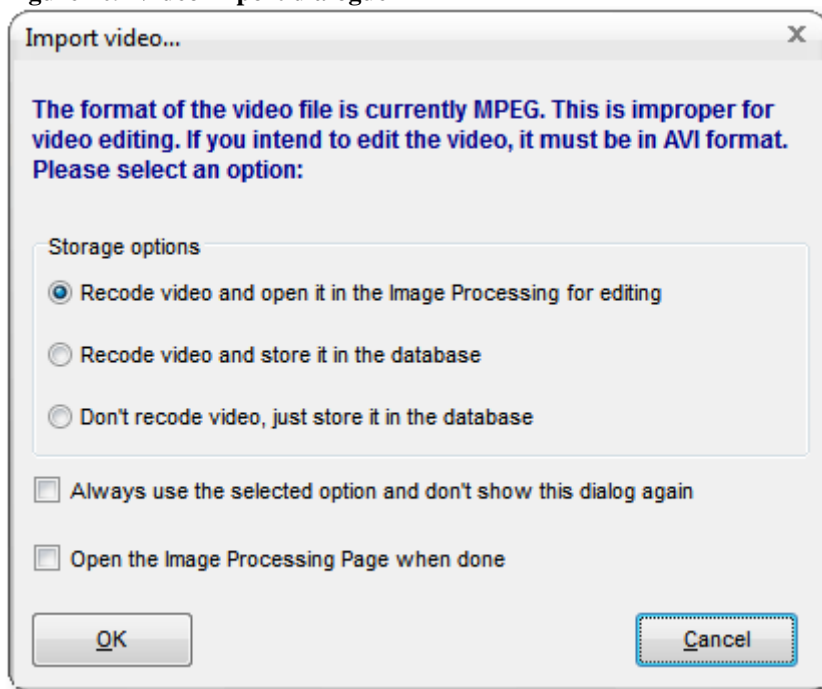 Import video...
x
The format of the video file is currently MPEG. This is improper for
video editing. If you intend to edit the video, it must be in AVI format.
Please select an option:
Storage options
Recode video and open it in the Image Processing for editing
Recode video and store it in the database
Don't recode video, just store it in the database
Always use the selected option and don't show this dialog again
Open the Image Processing Page when done
OK
Cancel